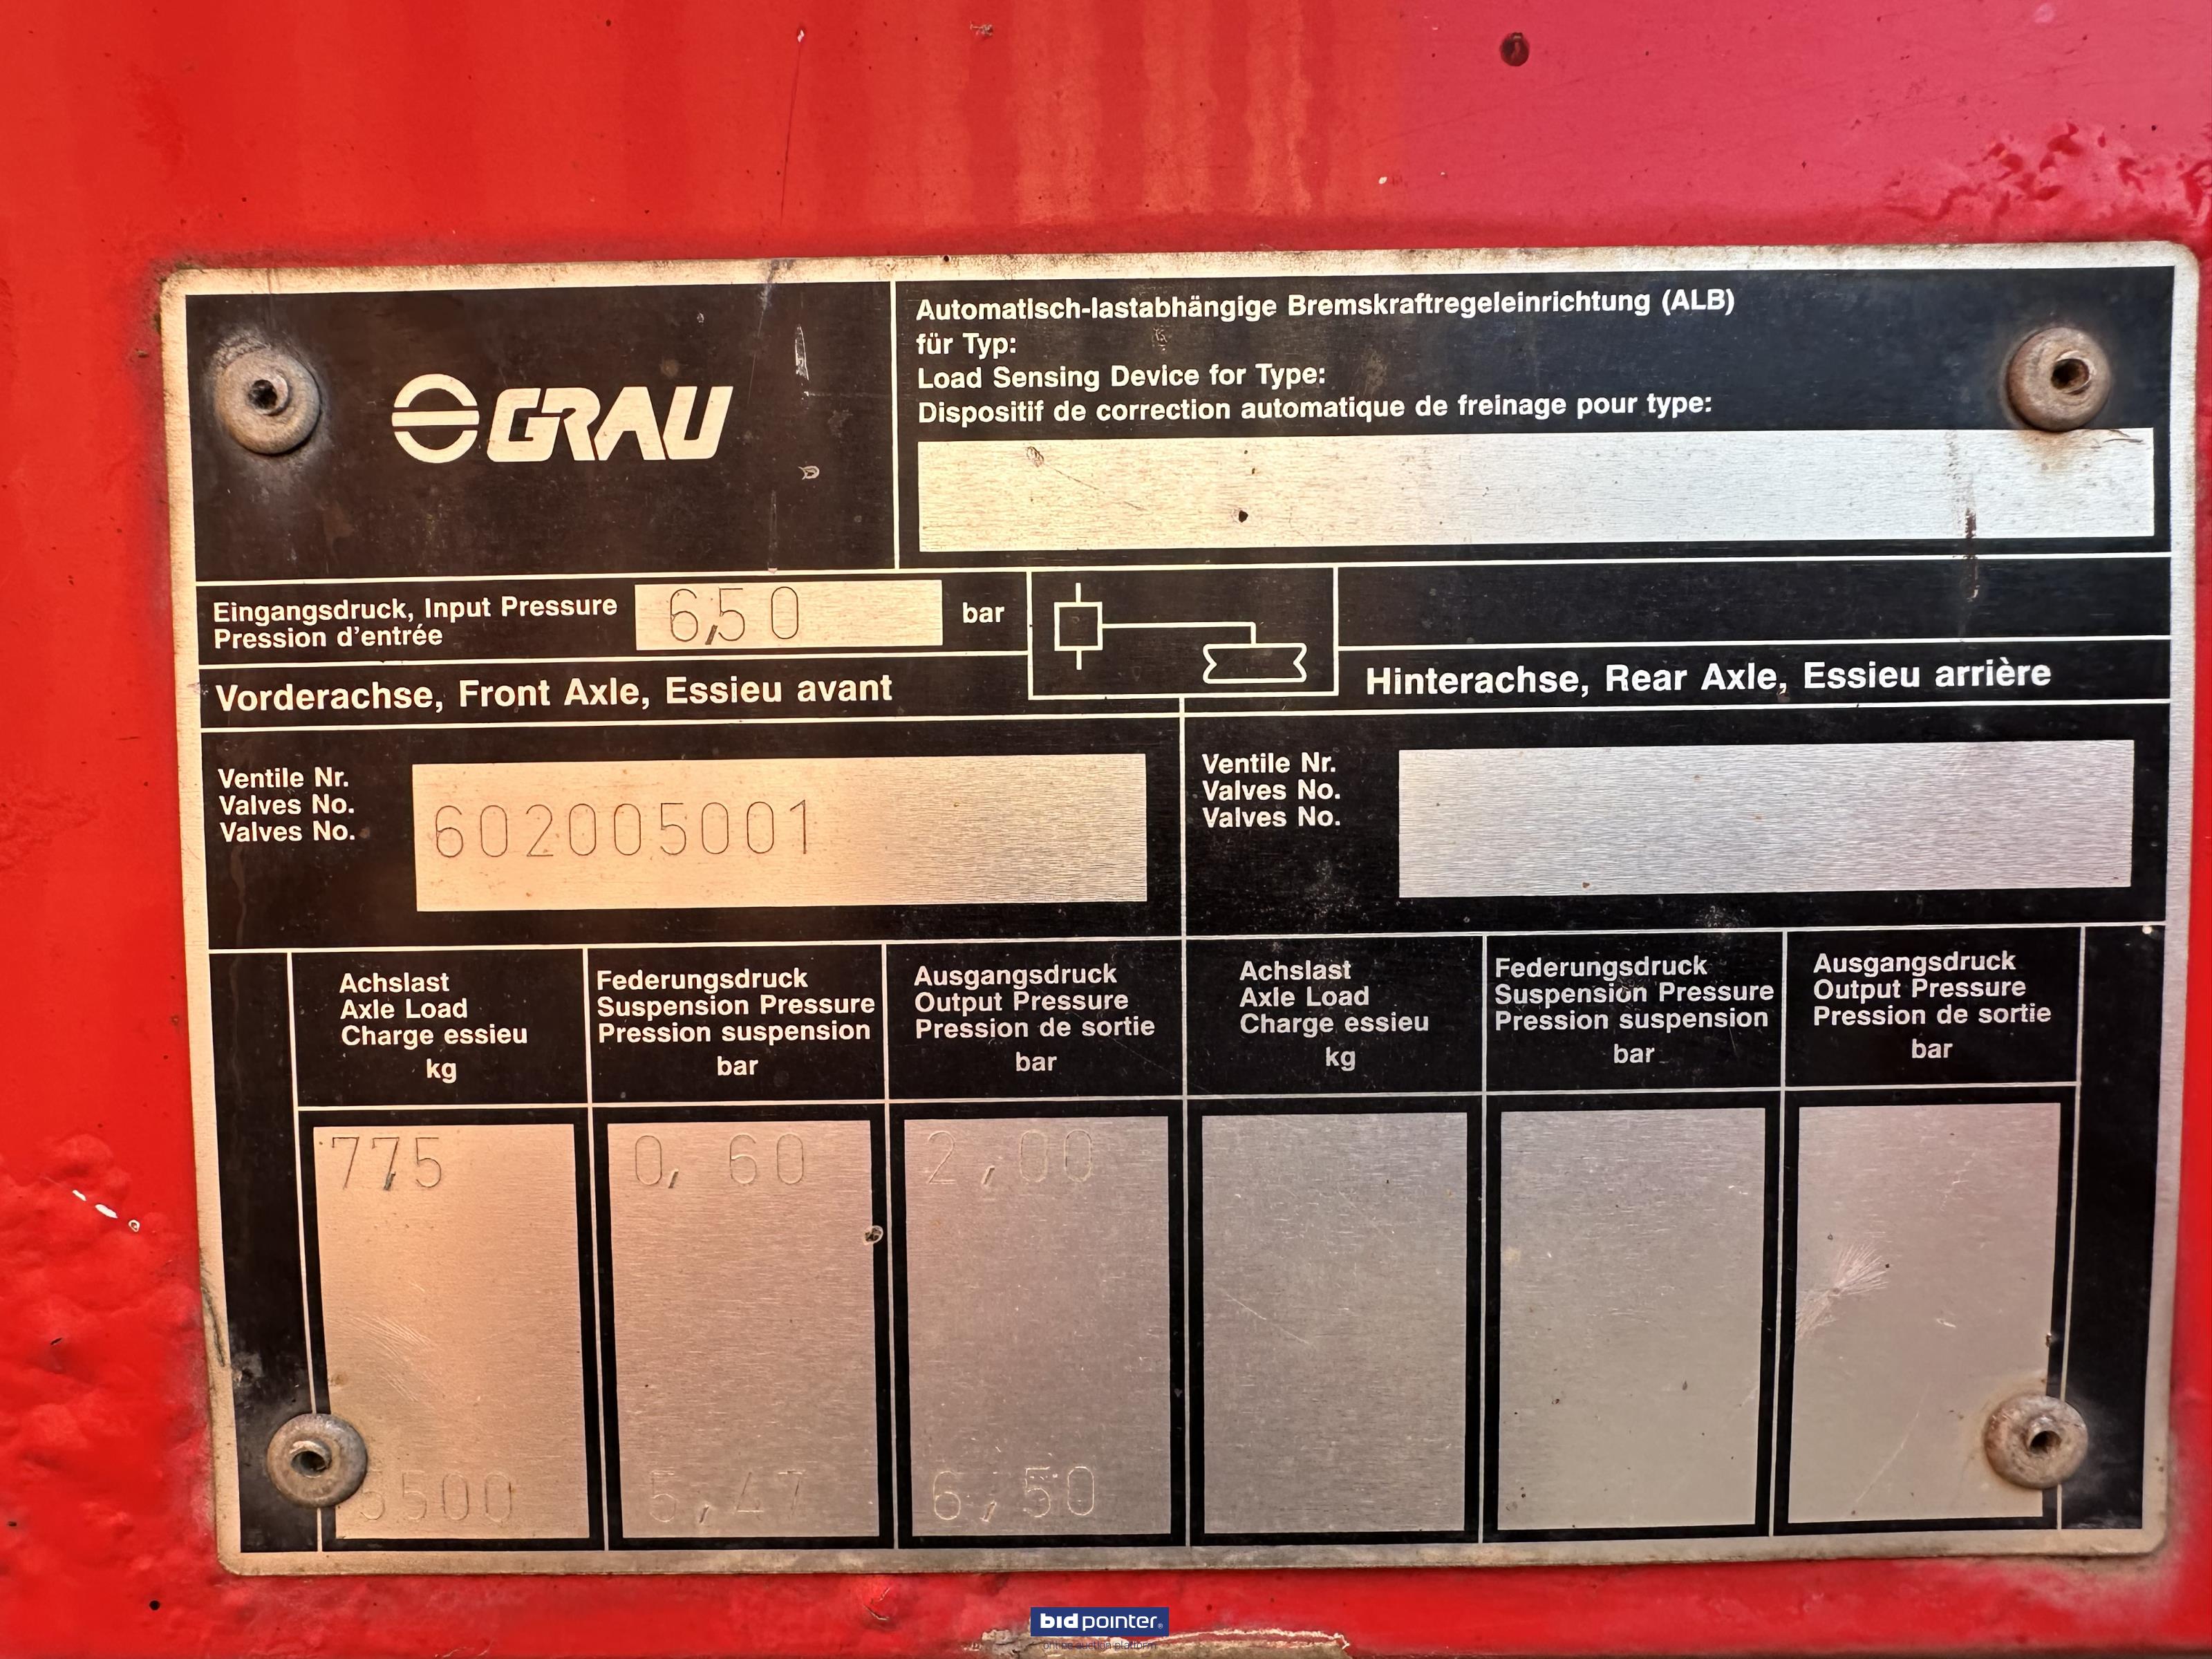 GRAU
Automatisch-lastabhängige Bremskraftregeleinrichtung (ALB)
für Typ:
Load Sensing Device for Type:
Dispositif de correction automatique de freinage pour type:
Eingangsdruck, Input Pressure
Pression d'entrée
6,50
bar
Vorderachse, Front Axle, Essieu avant
Hinterachse, Rear Axle, Essieu arrière
Ventile Nr.
Valves No.
Valves No.
602005001
Ventile Nr.
Valves No.
Valves No.
Achslast
Axle Load
Charge essieu
kg
Federungsdruck
Suspension Pressure
Pression suspension
bar
Ausgangsdruck
Output Pressure
Pression de sortie
bar
Achslast
Axle Load
Charge essieu
kg
Federungsdruck
Suspension Pressure
Pression suspension
bar
Ausgangsdruck
Output Pressure
Pression de sortie
bar
775
0,60
2,00
5,47
6,50
bidpointer